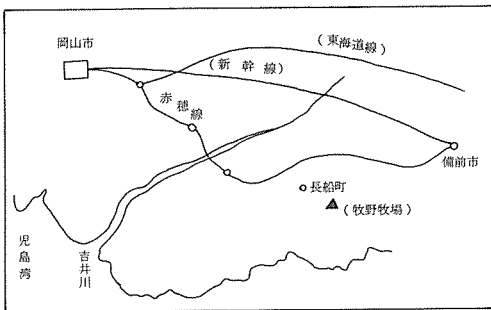 岡山市
(東海道線)
(新幹線)
赤穂線
備前市
長船町
(牧野牧場)
児島湾
吉井川